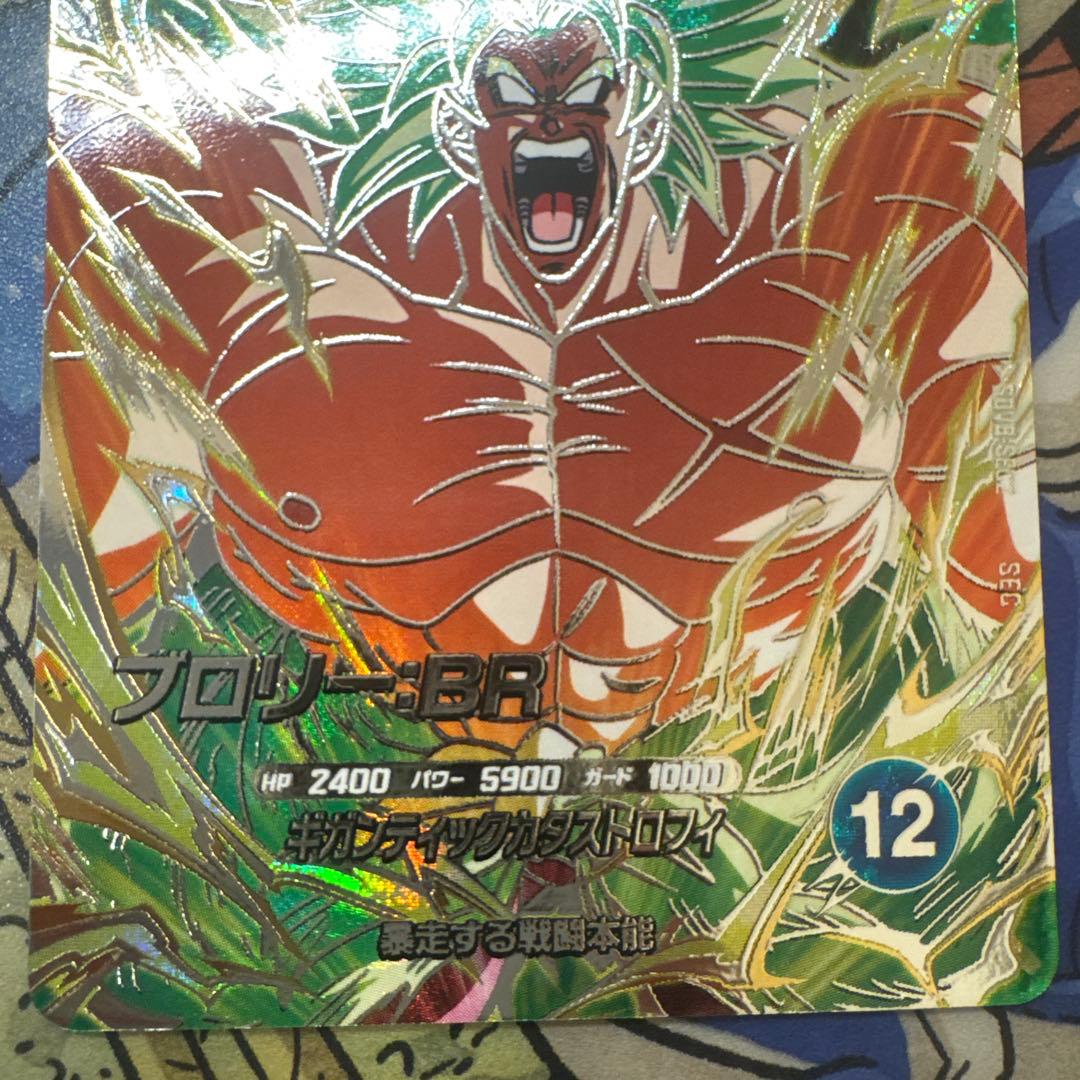 ブロリー:BR
HP 2400 パワー 5900 ガード 1000
12
ギガンティックカタストロフィ
暴走する戦闘本能
SEC